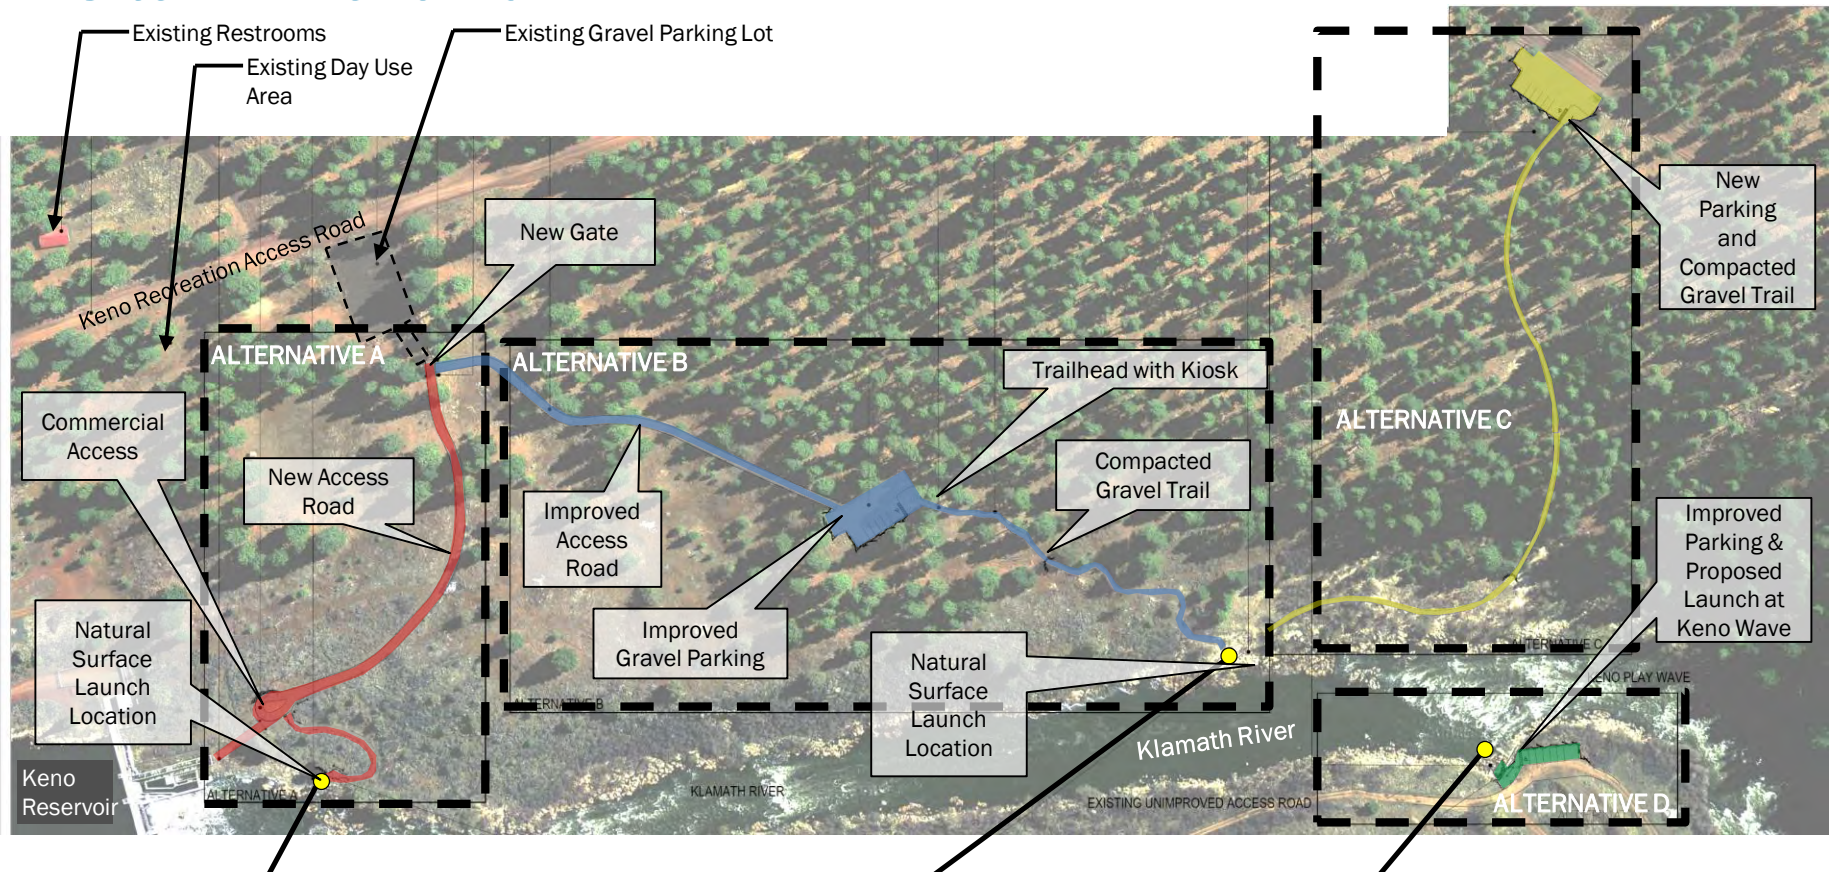 Existing Restrooms
Existing Gravel Parking Lot
Existing Day Use
Area
New
Parking
and
Compacted
Gravel Trail
New Gate
Keno Recreation Access Road
ALTERNATIVE A
ALTERNATIVE B
Trailhead with Kiosk
ALTERNATIVE C
Commercial
Access
Compacted
Gravel Trail
New Access
Road
Improved
Access
Road
Improved
Parking &
Proposed
Launch at
Keno Wave
Natural
Surface
Launch
Location
Improved
Gravel Parking
Natural
Surface
Launch
Location
ALTERNATIVE C
KENO PLAY WAVE
ALTERNATIVE B
Klamath River
Keno
Reservoir
ALTERNATIVE A
KLAMATH RIVER
EXISTING UNIMPROVED ACCESS ROAD
ALTERNATIVE D